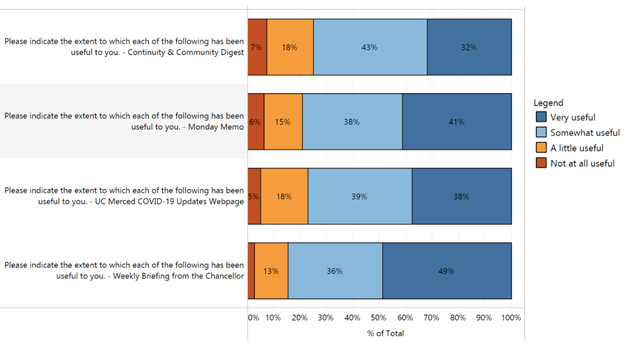 Please indicate the extent to which each of the following has been
useful to you. - Continuity & Community Digest
7% 18% 43% 32%
Please indicate the extent to which each of the following has been
useful to you. - Monday Memo
6% 15% 38% 41%
Please indicate the extent to which each of the following has been
useful to you. - UC Merced COVID-19 Updates Webpage
5% 18% 39% 38%
Please indicate the extent to which each of the following has been
useful to you. - Weekly Briefing from the Chancellor
13% 36% 49%
0% 10% 20% 30% 40% 50% 60% 70% 80% 90% 100%
% of Total
Legend
Very useful
Somewhat useful
A little useful
Not at all useful